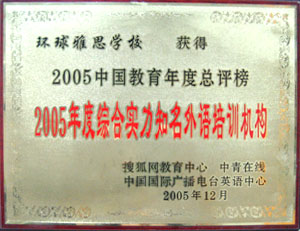 环球雅思学校 获得
2005中国教育年度总评榜
2005年度综合实力知名外语培训机构
搜狐网教育中心 中青在线
中国国际广播电台英语中心
2005年12月